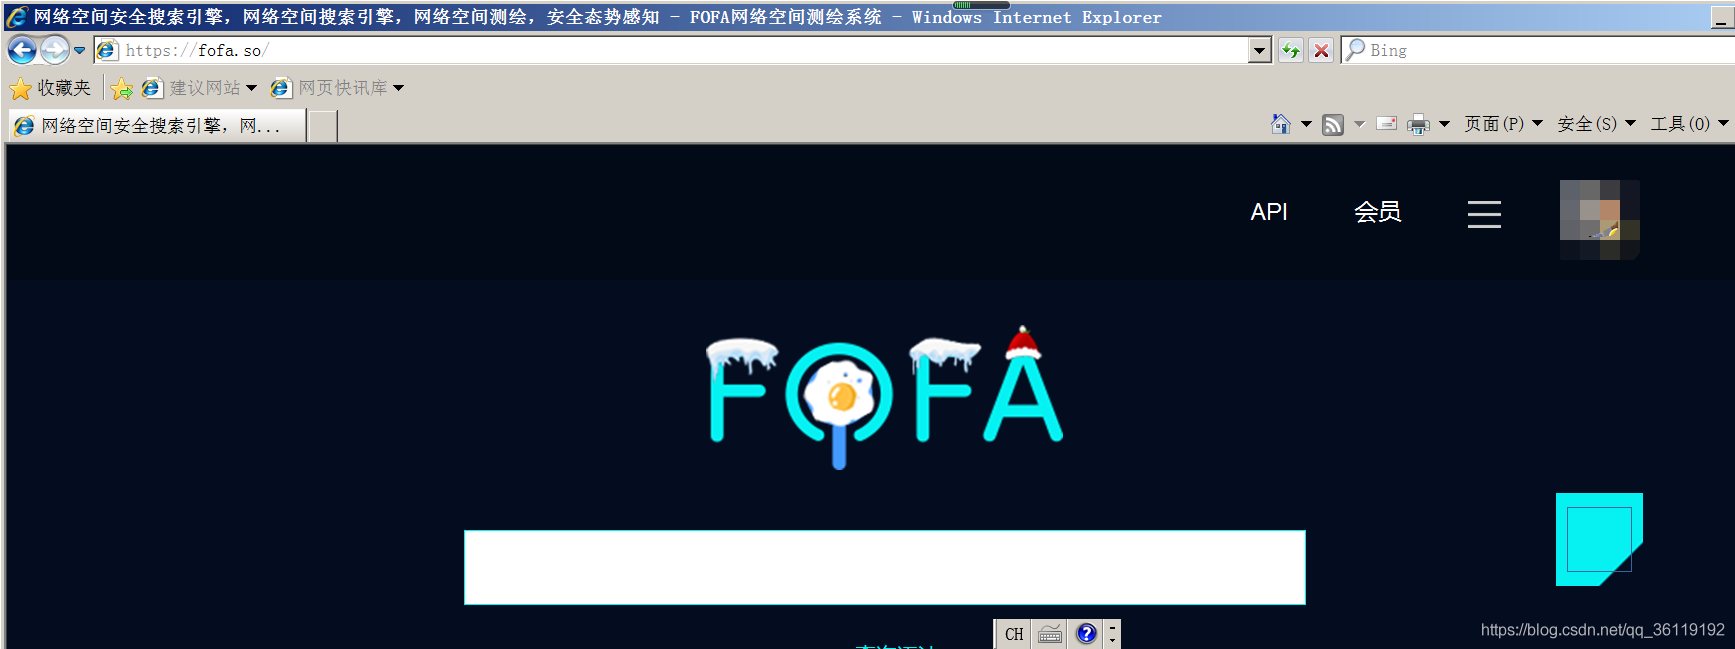 网络空间安全搜索引擎，网络空间搜索引擎，网络空间测绘，安全态势感知 - FOFA网络空间测绘系统 - Windows Internet Explorer
https://fofa.so/
Bing
收藏夹
建议网站
网页快讯库
网络空间安全搜索引擎，网...
页面(P)
安全(S)
工具(O)
API
会员
FOFA
CH
https://blog.csdn.net/qq_36119192